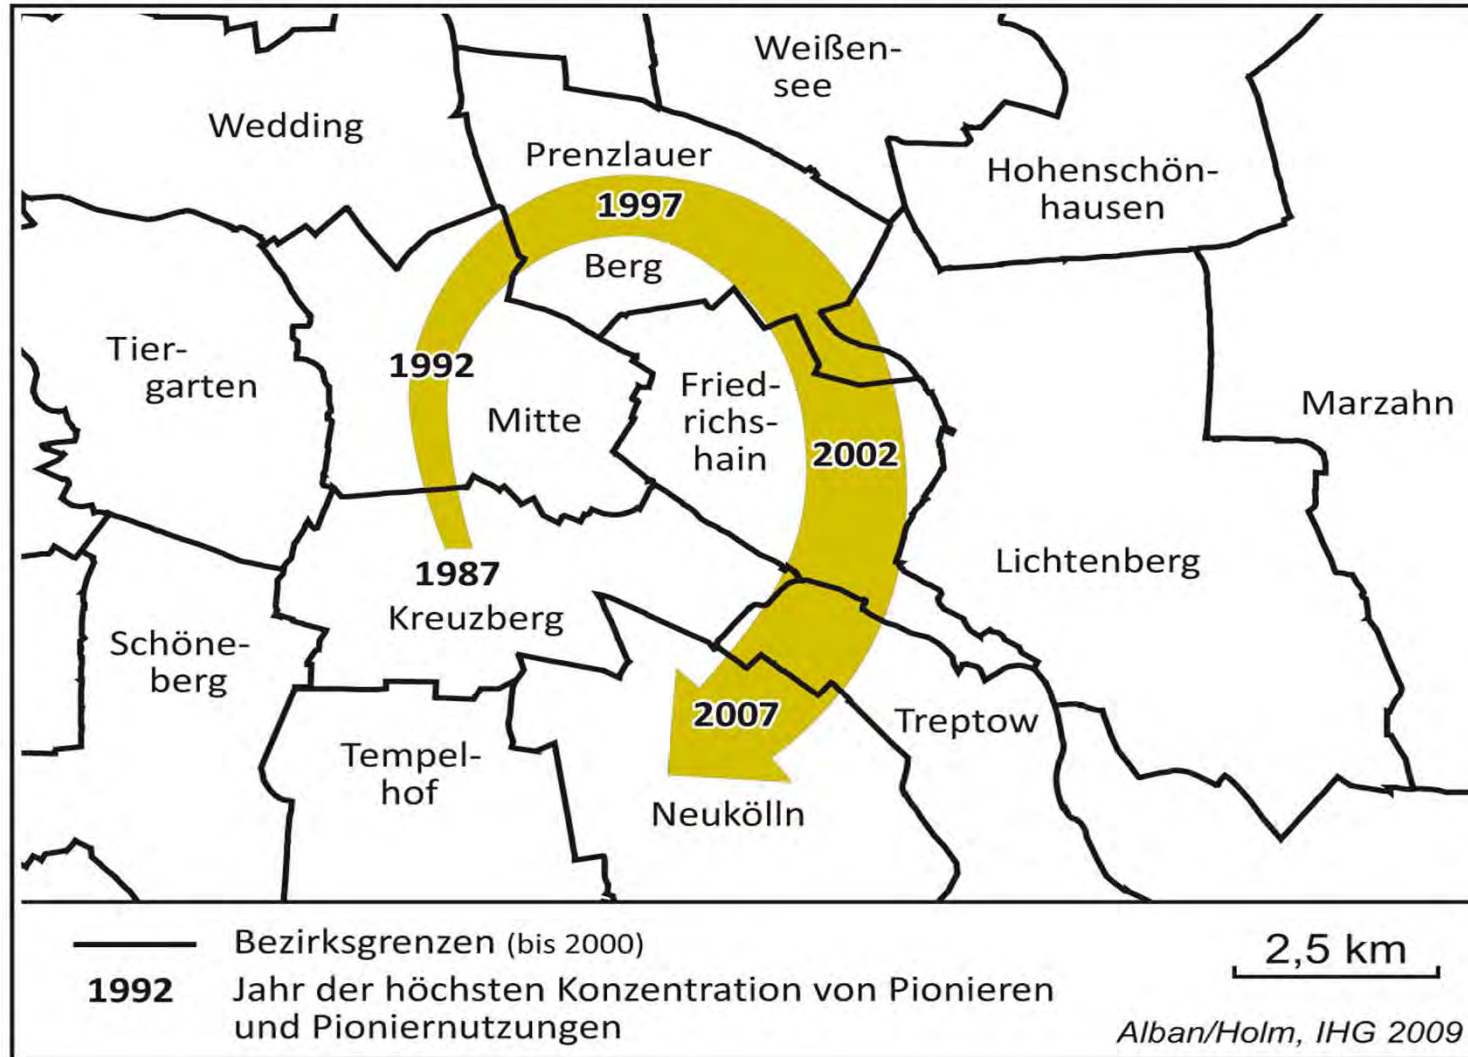 Weißen-
see
Wedding
Prenzlauer
Hohenschön-
hausen
1997
Berg
Tier-
garten
1992
Mitte
Fried-
richs-
hain
Marzahn
2002
Lichtenberg
1987
Kreuzberg
Schöne-
berg
2007
Treptow
Tempel-
hof
Neukölln
Bezirksgrenzen (bis 2000)
2,5 km
1992 Jahr der höchsten Konzentration von Pionieren
und Pioniernutzungen
Alban/Holm, IHG 2009